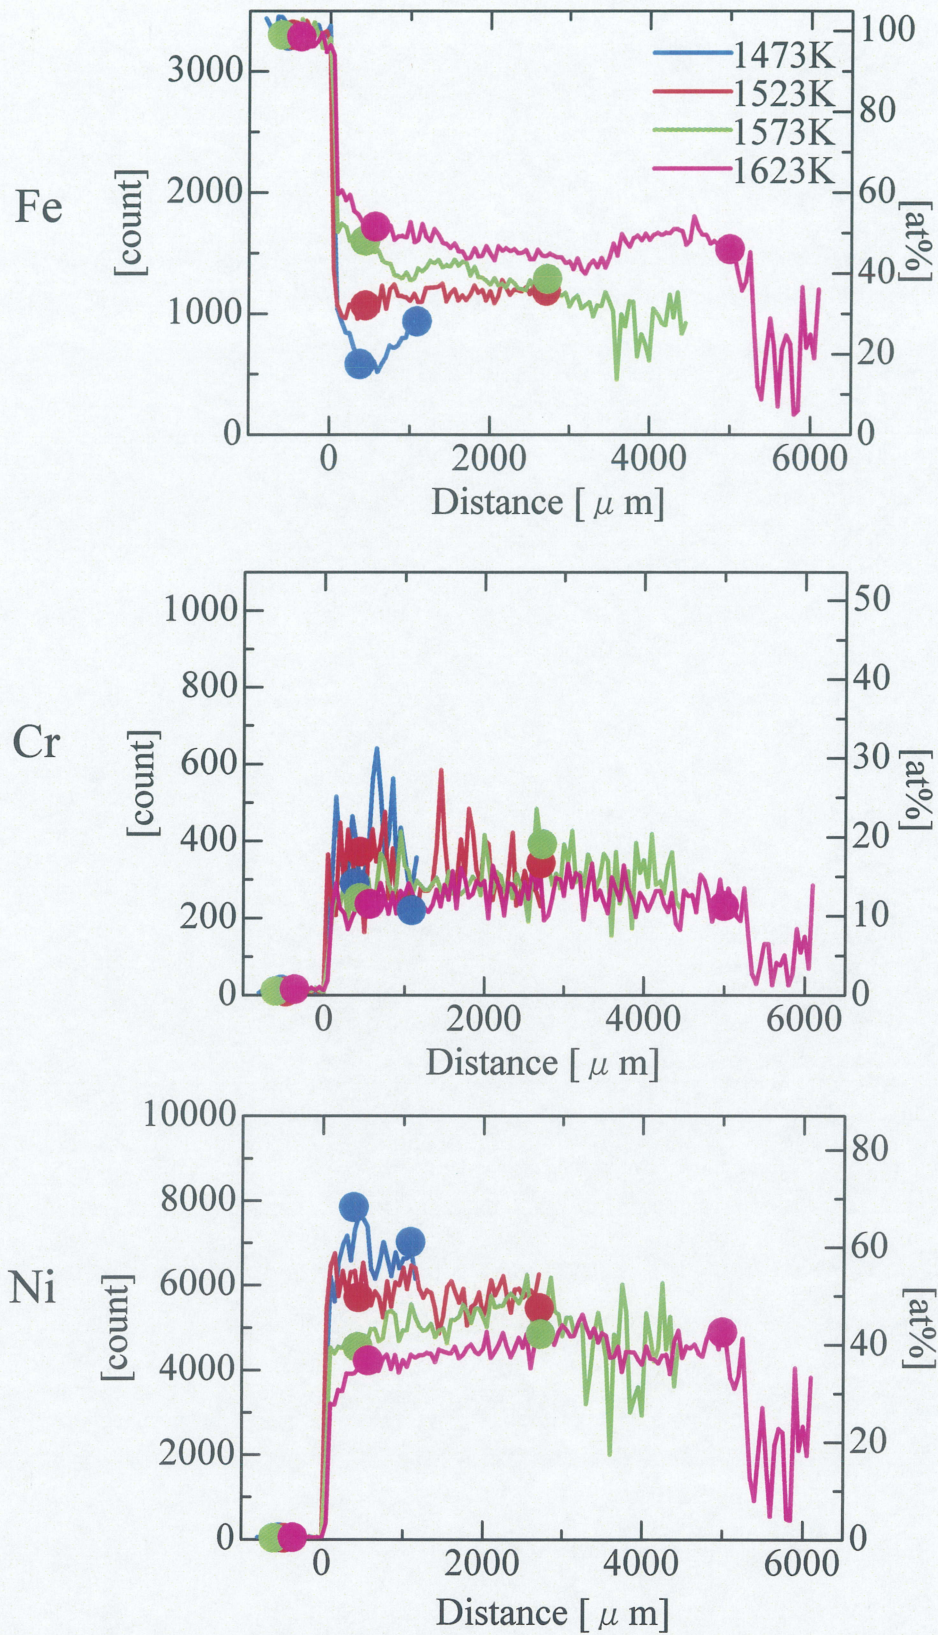 Fe
[count]
3000
2000
1000
0
1473K
1523K
1573K
1623K
100
80
60
40
20
0
[at%]
0 2000 4000 6000
Distance [ μ m]
Cr
[count]
1000
800
600
400
200
0
50
40
30
20
10
0
[at%]
0 2000 4000 6000
Distance [ μ m]
Ni
[count]
10000
8000
6000
4000
2000
0
80
60
40
20
0
[at%]
0 2000 4000 6000
Distance [ μ m]